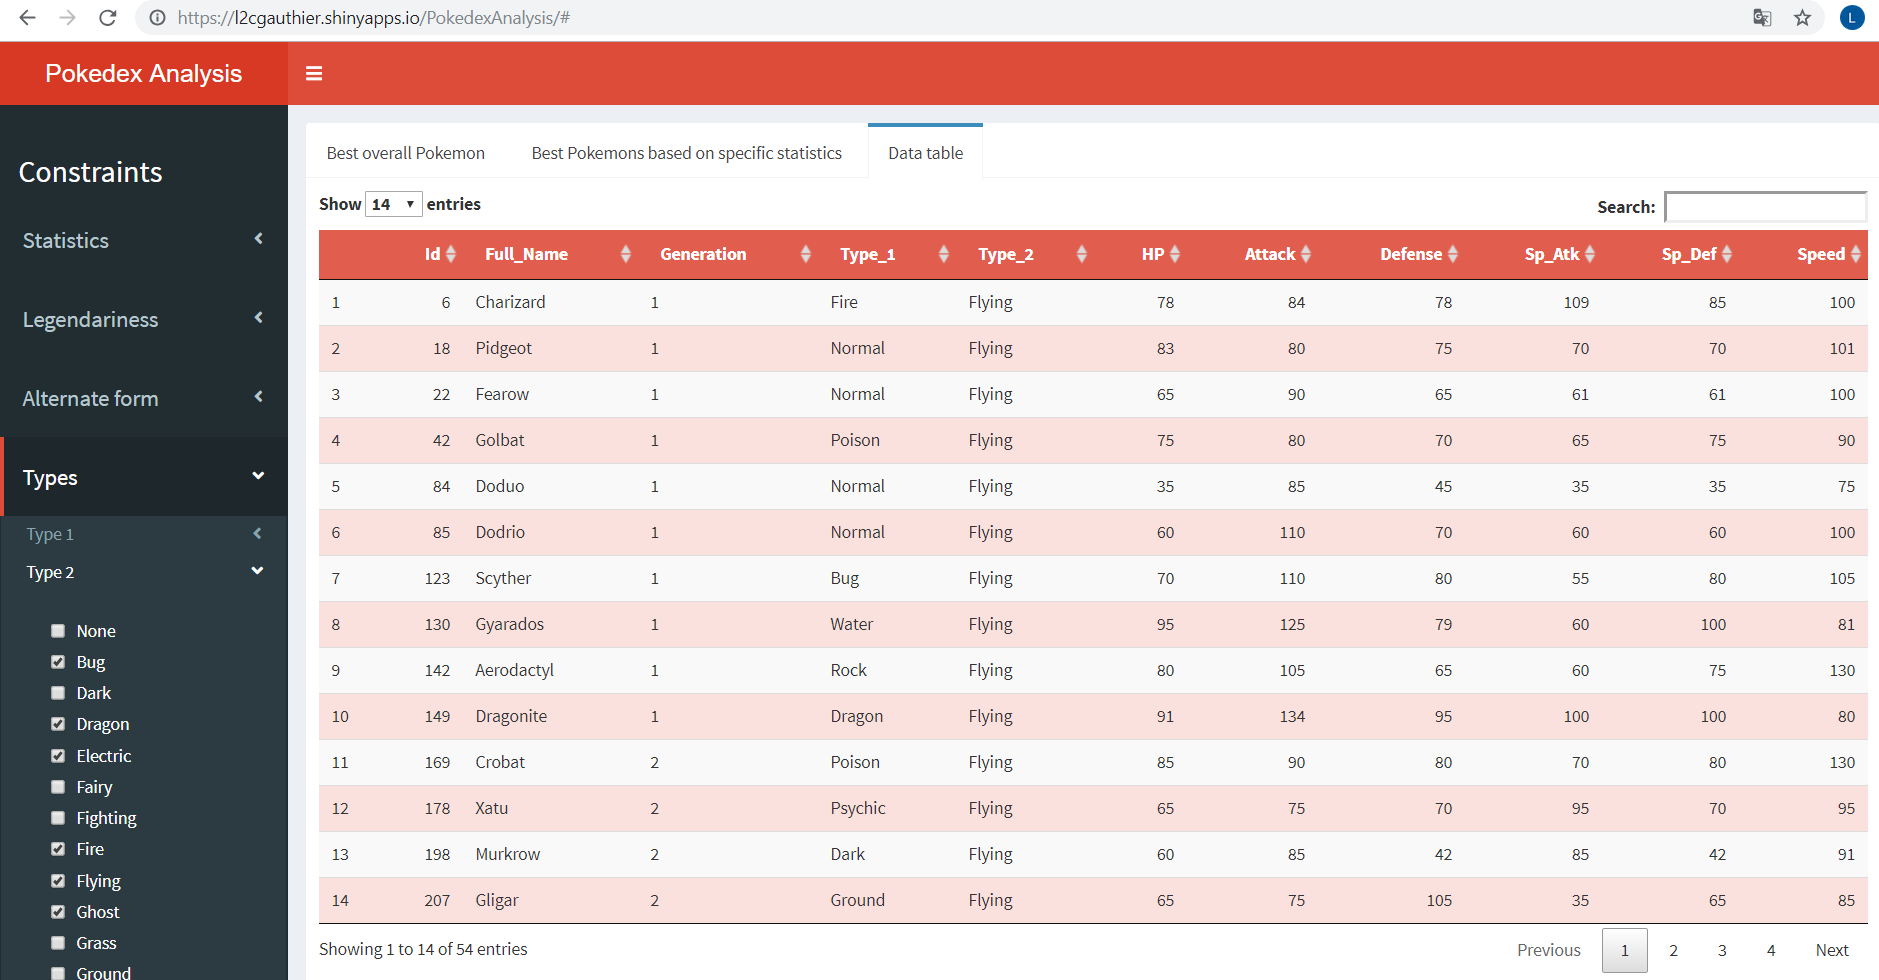 https://l2cgauthier.shinyapps.io/PokedexAnalysis/#
L
Pokedex Analysis
Constraints
Statistics
Legendariness
Alternate form
Types
Type 1
Type 2
None
Bug
Dark
Dragon
Electric
Fairy
Fighting
Fire
Flying
Ghost
Grass
Ground
Best overall Pokemon Best Pokemons based on specific statistics Data table
Show 14 entries Search:
Id Full_Name Generation Type_1 Type_2 HP Attack Defense Sp_Atk Sp_Def Speed
1 6 Charizard 1 Fire Flying 78 84 78 109 85 100
2 18 Pidgeot 1 Normal Flying 83 80 75 70 70 101
3 22 Fearow 1 Normal Flying 65 90 65 61 61 100
4 42 Golbat 1 Poison Flying 75 80 70 65 75 90
5 84 Doduo 1 Normal Flying 35 85 45 35 35 75
6 85 Dodrio 1 Normal Flying 60 110 70 60 60 100
7 123 Scyther 1 Bug Flying 70 110 80 55 80 105
8 130 Gyarados 1 Water Flying 95 125 79 60 100 81
9 142 Aerodactyl 1 Rock Flying 80 105 65 60 75 130
10 149 Dragonite 1 Dragon Flying 91 134 95 100 100 80
11 169 Crobat 2 Poison Flying 85 90 80 70 80 130
12 178 Xatu 2 Psychic Flying 65 75 70 95 70 95
13 198 Murkrow 2 Dark Flying 60 85 42 85 42 91
14 207 Gligar 2 Ground Flying 65 75 105 35 65 85
Showing 1 to 14 of 54 entries Previous 1 2 3 4 Next